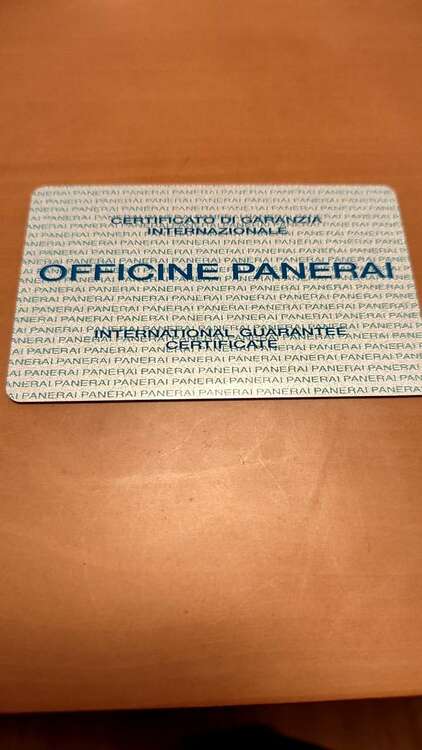 CERTIFICATO DI GARANZIA
INTERNAZIONALE
OFFICINE PANERAI
INTERNATIONAL GUARANTEE
CERTIFICATE